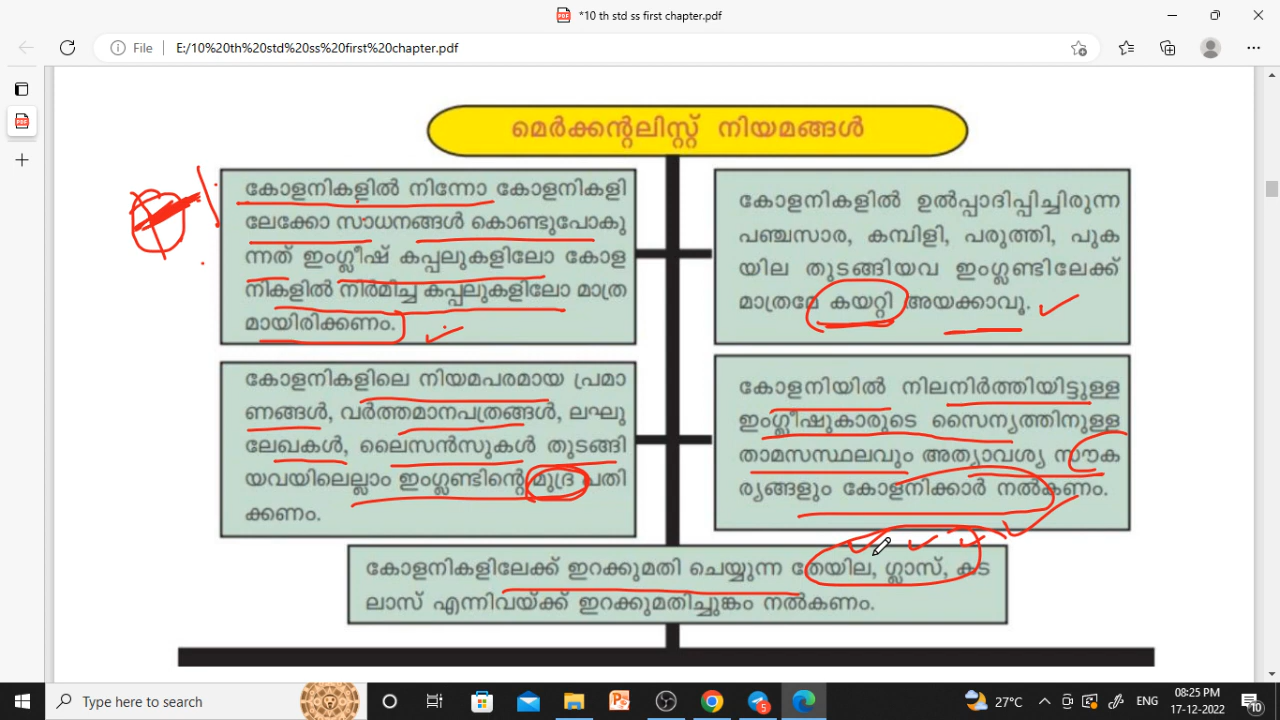 *10 th std ss first chapter.pdf
File
E:/10%20th%20std%20ss%20first%20chapter.pdf
മെർക്കന്റലിസ്റ്റ് നിയമങ്ങൾ
കോളനികളിൽ നിന്നോ കോളനികളി
ലേക്കോ സാധനങ്ങൾ കൊണ്ടുപോകു
ന്നത് ഇംഗ്ലീഷ് കപ്പലുകളിലോ കോള
നികളിൽ നിർമിച്ച കപ്പലുകളിലോ മാത്ര
മായിരിക്കണം.
കോളനികളിൽ ഉൽപ്പാദിപ്പിച്ചിരുന്ന
പഞ്ചസാര, കമ്പിളി, പരുത്തി, പുക
യില തുടങ്ങിയവ ഇംഗ്ലണ്ടിലേക്ക്
മാത്രമേ കയറ്റി അയക്കാവൂ.
കോളനികളിലെ നിയമപരമായ പ്രമാ
ണങ്ങൾ, വർത്തമാനപത്രങ്ങൾ, ലഘു
ലേഖകൾ, ലൈസൻസുകൾ തുടങ്ങി
യവയിലെല്ലാം ഇംഗ്ലണ്ടിന്റെ മുദ്ര പതി
ക്കണം.
കോളനിയിൽ നിലനിർത്തിയിട്ടുള്ള
ഇംഗ്ലീഷുകാരുടെ സൈന്യത്തിനുള്ള
താമസസ്ഥലവും അത്യാവശ്യ സൗക
ര്യങ്ങളും കോളനിക്കാർ നൽകണം.
കോളനികളിലേക്ക് ഇറക്കുമതി ചെയ്യുന്ന തേയില, ഗ്ലാസ്, കട
ലാസ് എന്നിവയ്ക്ക് ഇറക്കുമതിച്ചുങ്കം നൽകണം.
Type here to search
5
27°C
ENG
08:25 PM
17-12-2022
10